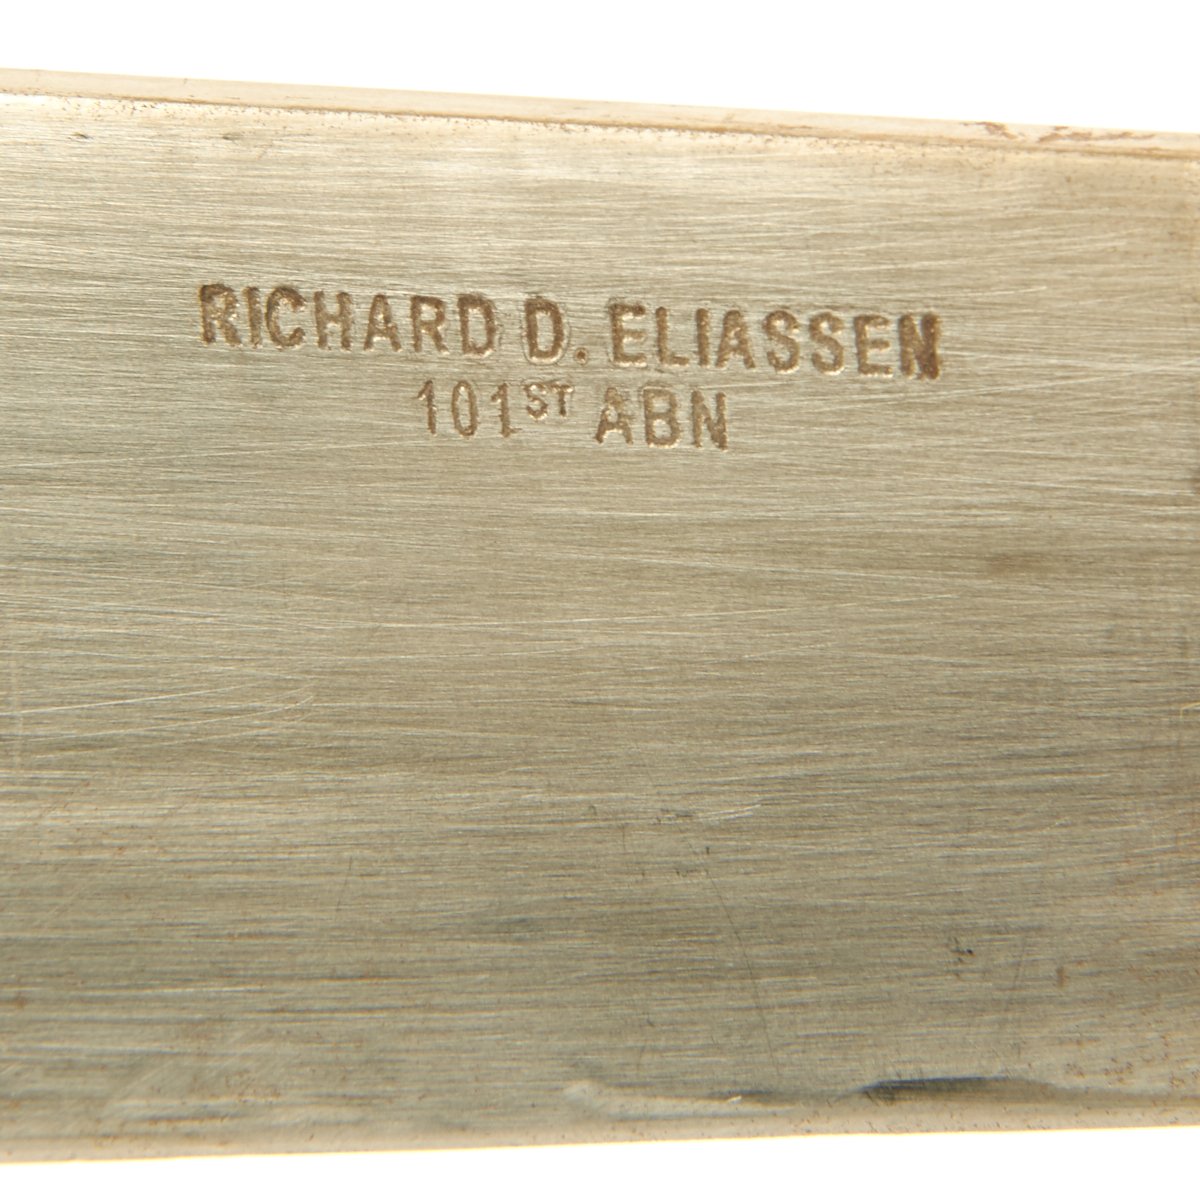 RICHARD D. ELIASSEN
101ST ABN